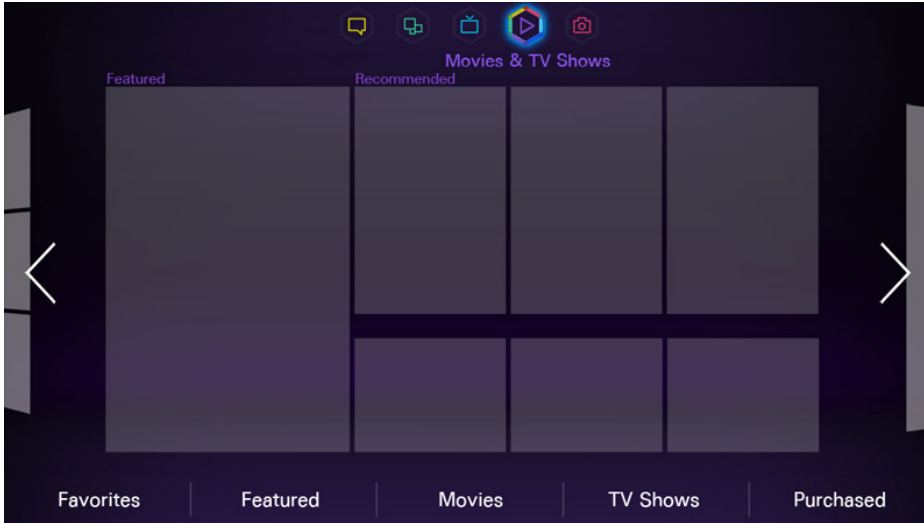 Movies & TV Shows
Featured Recommended
Favorites Featured Movies TV Shows Purchased